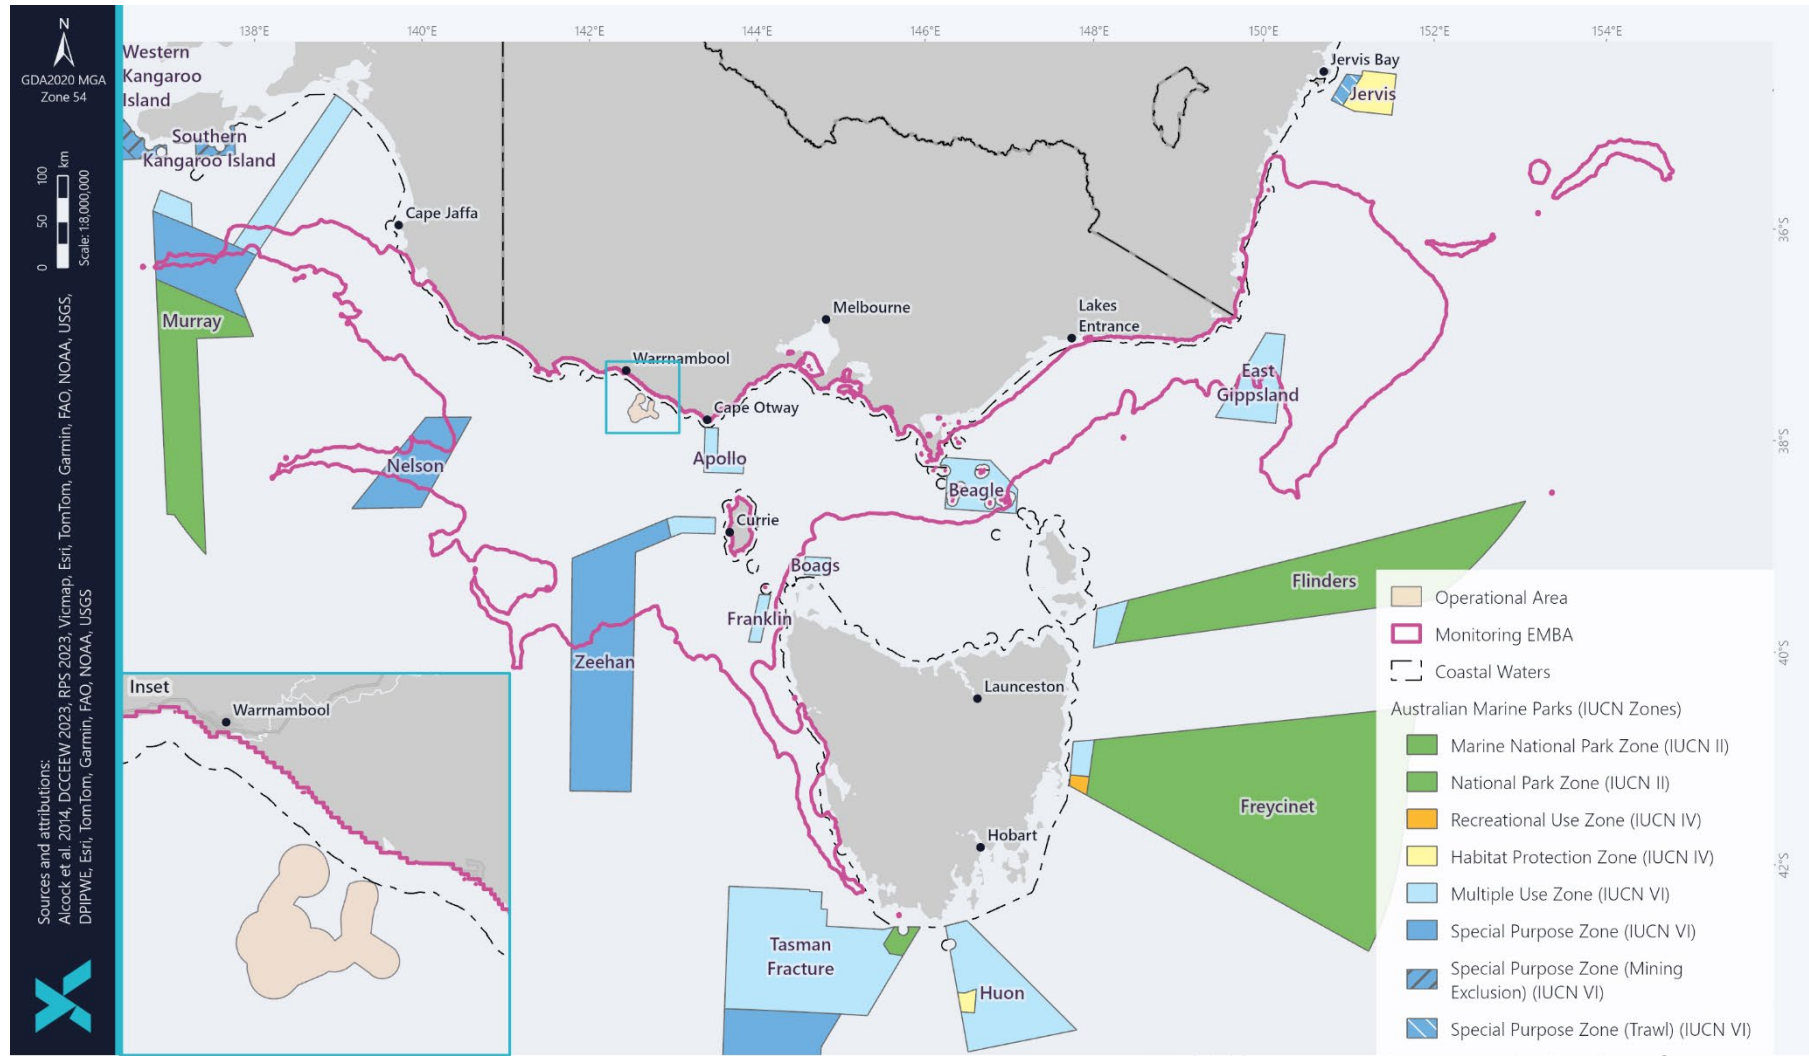 N
GDA2020 MGA
Zone 54
0 50 100
km
Scale: 1:8,000,000
Sources and attributions:
Alcock et al. 2014, DCCEEW 2023, RPS 2023, Vicmap, Esri, TomTom, Garmin, FAO, NOAA, USGS,
DPIPWE, Esri, TomTom, Garmin, FAO, NOAA, USGS
138°E
140°E
142°E
144°E
146°E
148°E
150°E
152°E
154°E
36°S
38°S
40°S
42°S
Western
Kangaroo
Island
Southern
Kangaroo Island
Jervis Bay
Jervis
Cape Jaffa
Murray
Melbourne
Lakes
Entrance
Warrnambool
Cape Otway
East
Gippsland
Apollo
Nelson
Beagle
Currie
Boags
Franklin
Flinders
Zeehan
Launceston
Freycinet
Hobart
Tasman
Fracture
Huon
Inset
Warrnambool
Operational Area
Monitoring EMBA
Coastal Waters
Australian Marine Parks (IUCN Zones)
Marine National Park Zone (IUCN II)
National Park Zone (IUCN II)
Recreational Use Zone (IUCN IV)
Habitat Protection Zone (IUCN IV)
Multiple Use Zone (IUCN VI)
Special Purpose Zone (IUCN VI)
Special Purpose Zone (Mining
Exclusion) (IUCN VI)
Special Purpose Zone (Trawl) (IUCN VI)